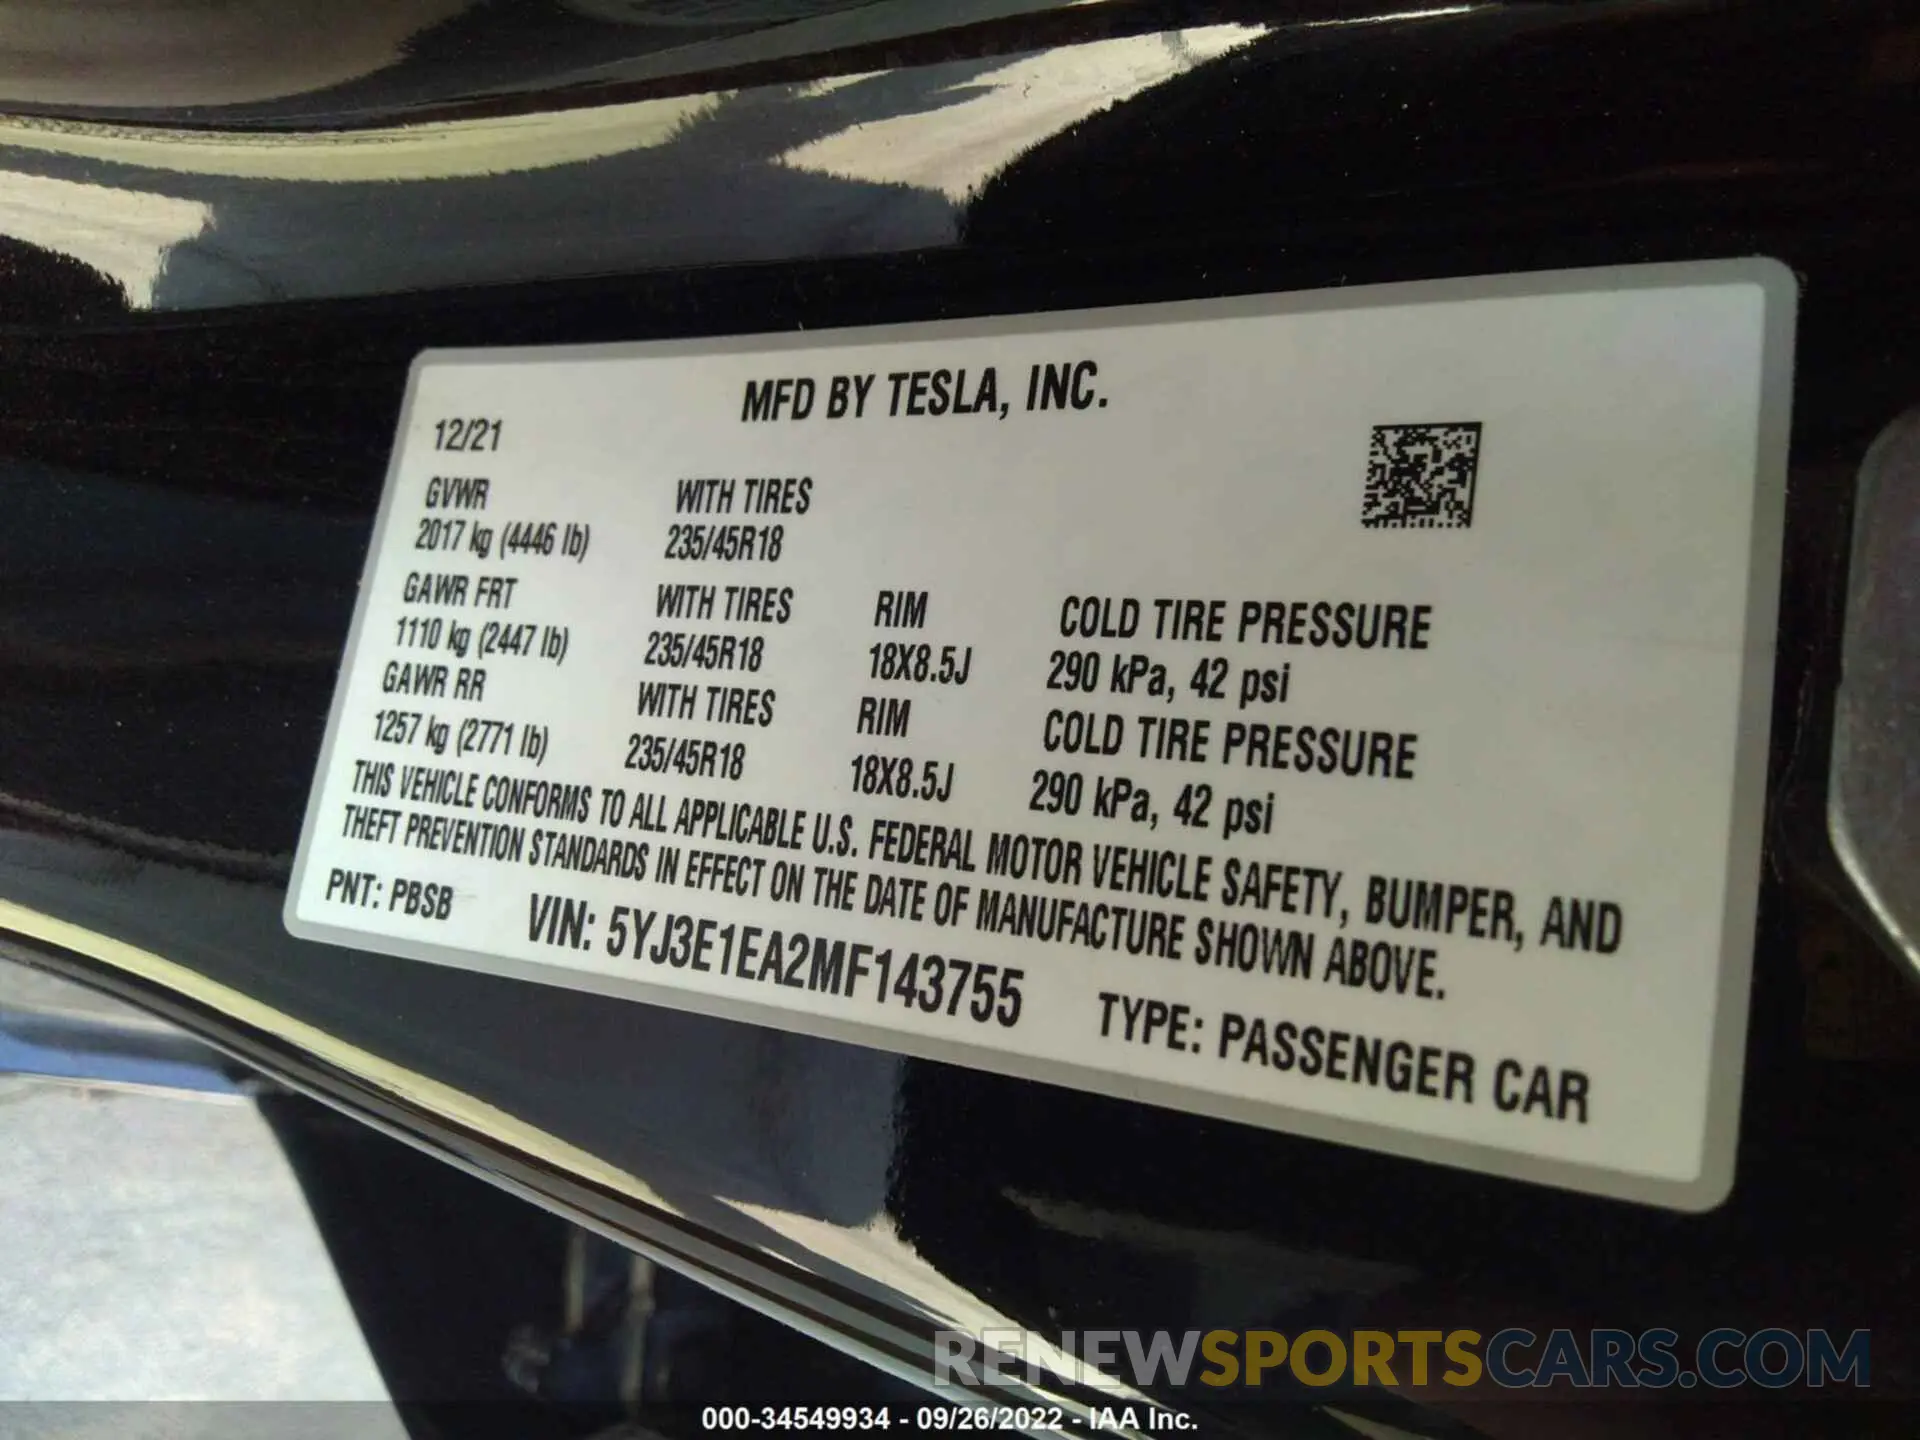 MFD BY TESLA, INC.
12/21
GVWR WITH TIRES
2017 kg (4446 lb) 235/45R18
GAWR FRT WITH TIRES RIM COLD TIRE PRESSURE
1110 kg (2447 lb) 235/45R18 18X8.5J 290 kPa, 42 psi
GAWR RR WITH TIRES RIM COLD TIRE PRESSURE
1257 kg (2771 lb) 235/45R18 18X8.5J 290 kPa, 42 psi
THIS VEHICLE CONFORMS TO ALL APPLICABLE U.S. FEDERAL MOTOR VEHICLE SAFETY, BUMPER, AND
THEFT PREVENTION STANDARDS IN EFFECT ON THE DATE OF MANUFACTURE SHOWN ABOVE.
PNT: PBSB VIN: 5YJ3E1EA2MF143755 TYPE: PASSENGER CAR
RENEWSPORTSCARS.COM
000-34549934 - 09/26/2022 - IAA Inc.